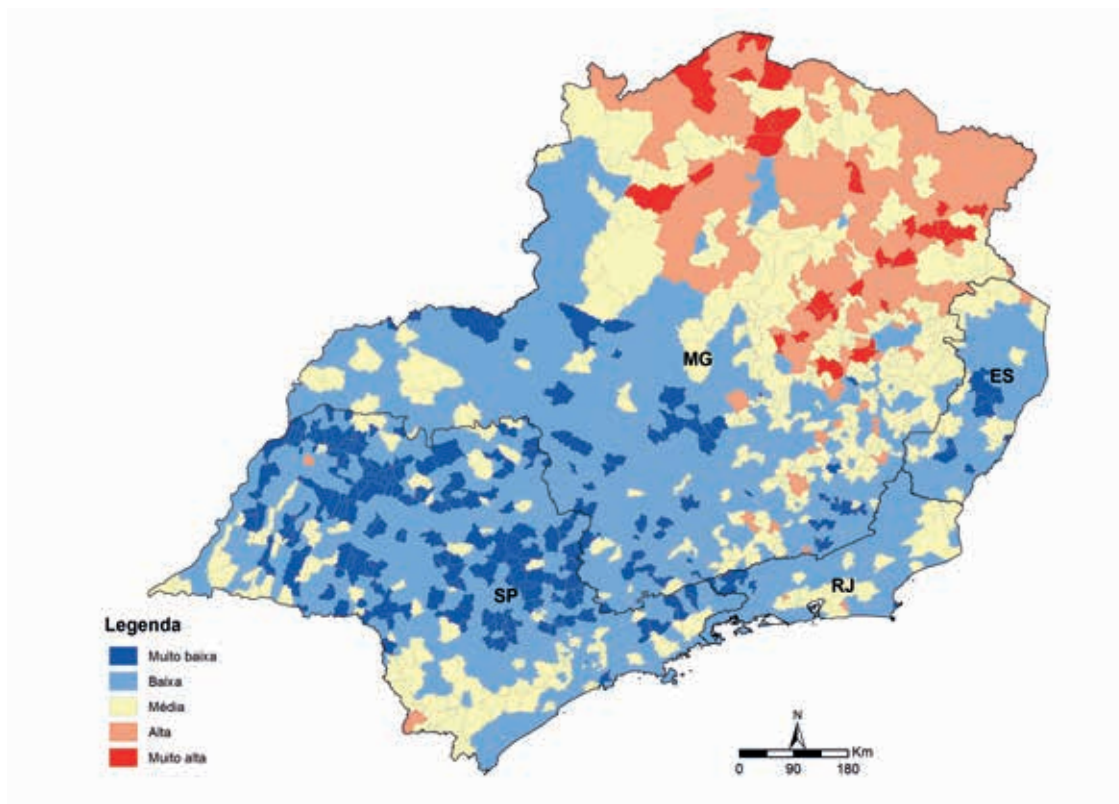 MG
ES
RJ
SP
Legenda
Muito baixa
Baixa
Média
Alta
Muito alta
N
Km
0 90 180